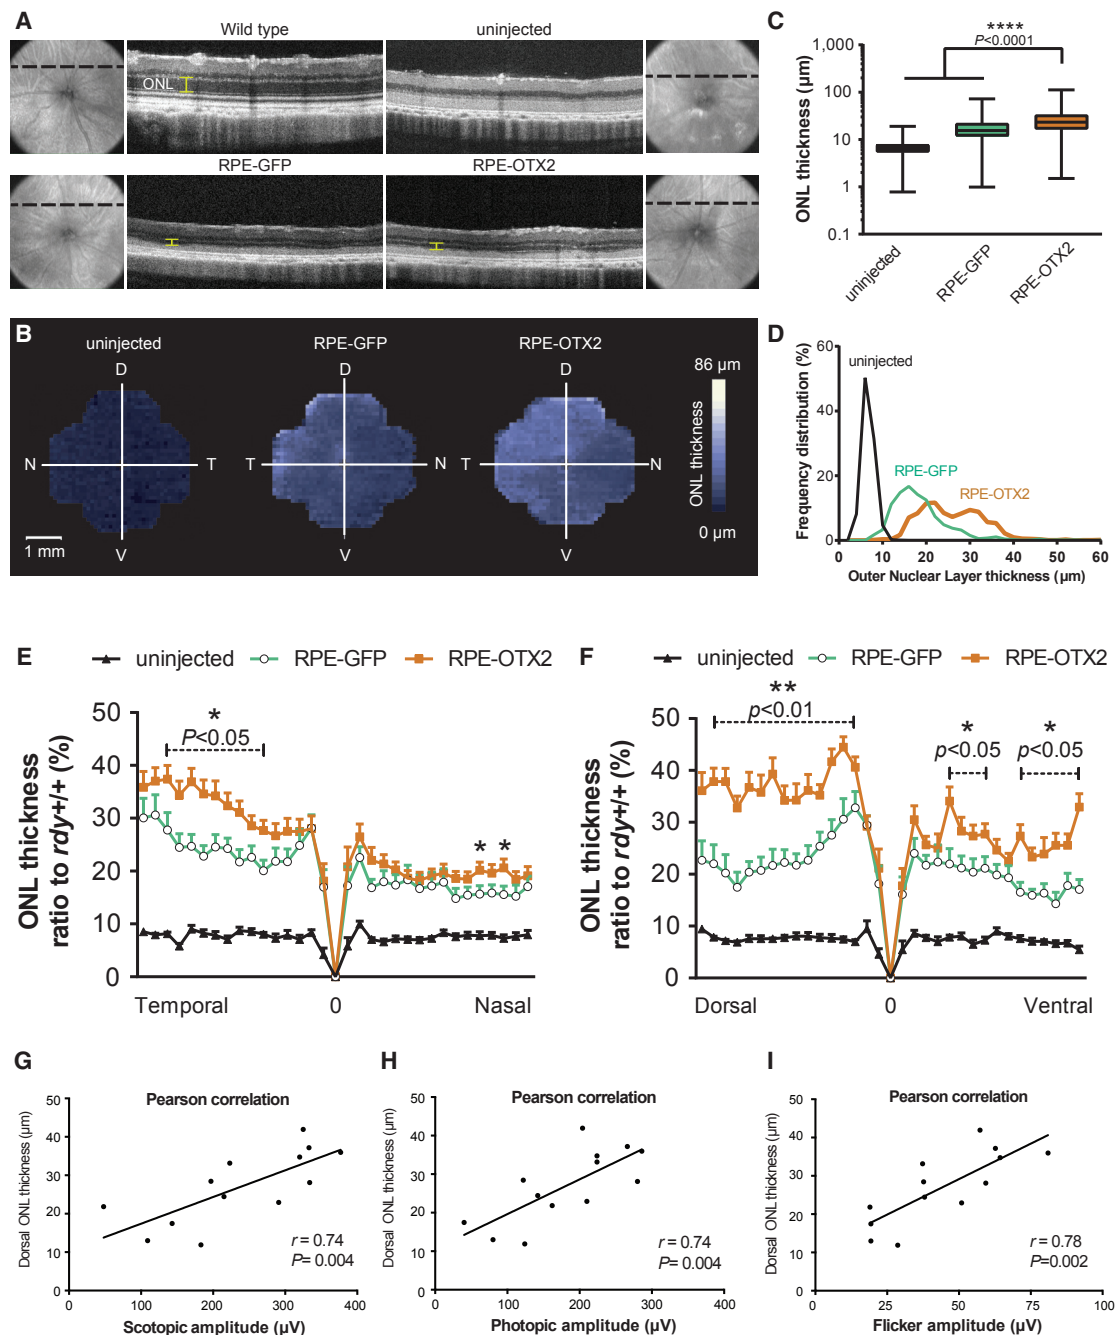 A
Wild type
uninjected
ONL
RPE-GFP
RPE-OTX2
B
uninjected
RPE-GFP
RPE-OTX2
D
D
D
N
T
T
N
T
N
V
V
V
1 mm
86 µm
ONL thickness
0 µm
C
****
P<0.0001
ONL thickness (µm)
1,000
100
10
1
0.1
uninjected
RPE-GFP
RPE-OTX2
D
Frequency distribution (%)
60
40
20
0
uninjected
RPE-GFP
RPE-OTX2
0 10 20 30 40 50 60
Outer Nuclear Layer thickness (µm)
E
uninjected RPE-GFP RPE-OTX2
ONL thickness
ratio to rdy+/+ (%)
50
40
30
20
10
0
*
P<0.05
* *
Temporal 0 Nasal
F
uninjected RPE-GFP RPE-OTX2
ONL thickness
ratio to rdy+/+ (%)
50
40
30
20
10
0
**
p<0.01
*
p<0.05
*
p<0.05
Dorsal 0 Ventral
G
Pearson correlation
Dorsal ONL thickness (µm)
50
40
30
20
10
0
r = 0.74
P= 0.004
0 100 200 300 400
Scotopic amplitude (µV)
H
Pearson correlation
Dorsal ONL thickness (µm)
50
40
30
20
10
0
r = 0.74
P= 0.004
0 100 200 300 400
Photopic amplitude (µV)
I
Pearson correlation
Dorsal ONL thickness (µm)
50
40
30
20
10
0
r = 0.78
P=0.002
0 25 50 75 100
Flicker amplitude (µV)